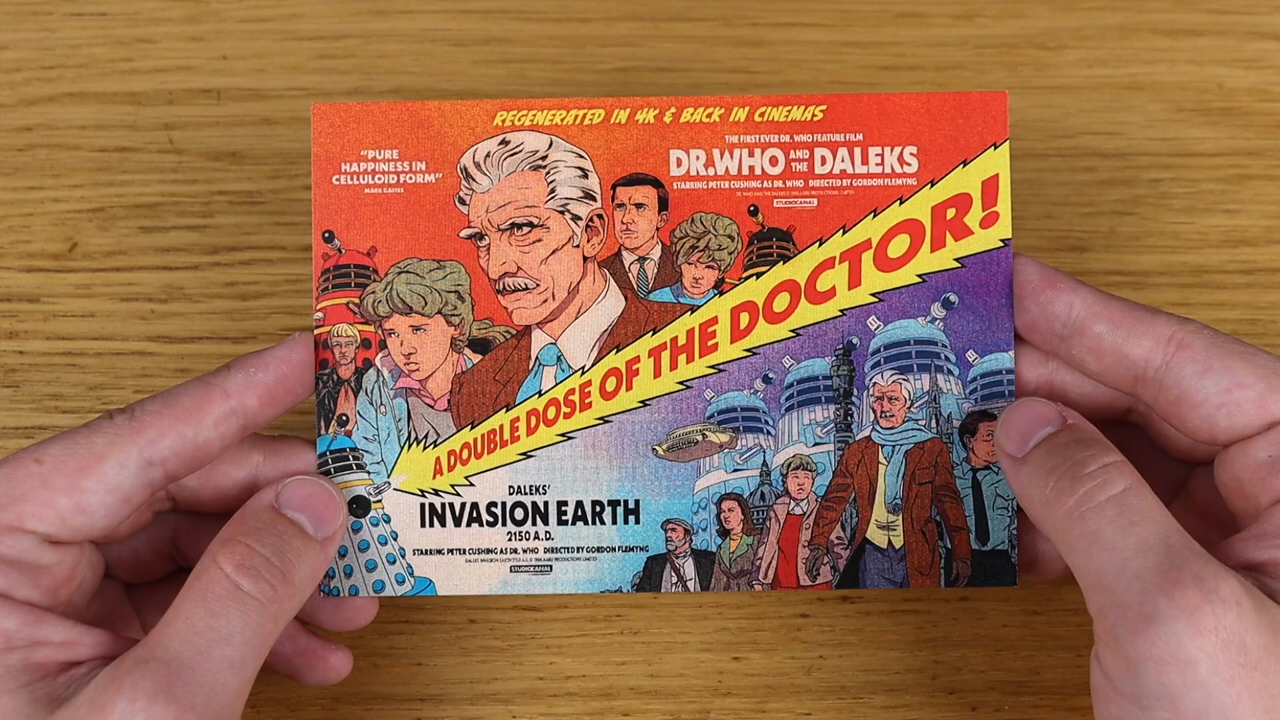 REGENERATED IN 4K & BACK IN CINEMAS
"PURE
HAPPINESS IN
CELLULOID FORM"
MARK GATISS
THE FIRST EVER DR. WHO FEATURE FILM
DR. WHO AND THE DALEKS
STARRING PETER CUSHING AS DR. WHO DIRECTED BY GORDON FLEMYNG
STUDIOCANAL
A DOUBLE DOSE OF THE DOCTOR!
DALEKS'
INVASION EARTH
2150 A.D.
STARRING PETER CUSHING AS DR. WHO DIRECTED BY GORDON FLEMYNG
STUDIOCANAL